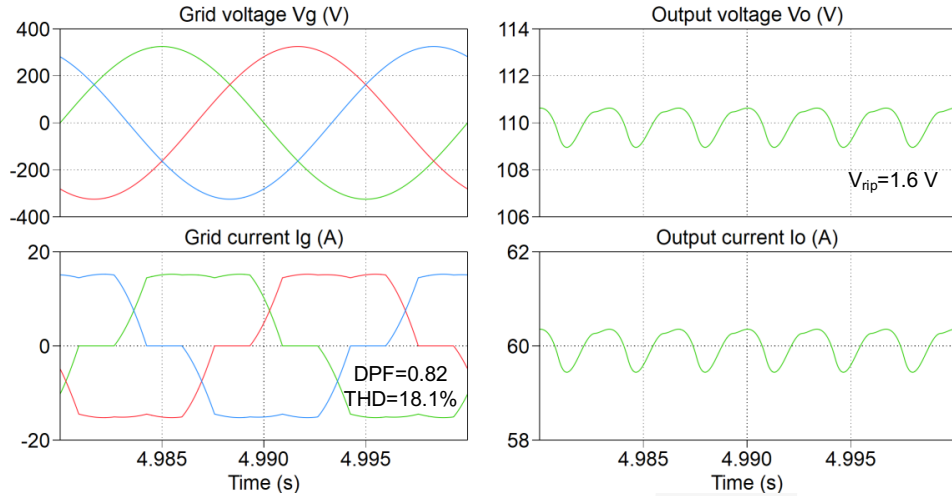 Grid voltage Vg (V)
400
200
0
-200
-400
Output voltage Vo (V)
114
112
110
108
106
Vrip=1.6 V
Grid current Ig (A)
20
0
-20
DPF=0.82
THD=18.1%
4.985 4.990 4.995
Time (s)
Output current Io (A)
62
60
58
4.985 4.990 4.995
Time (s)